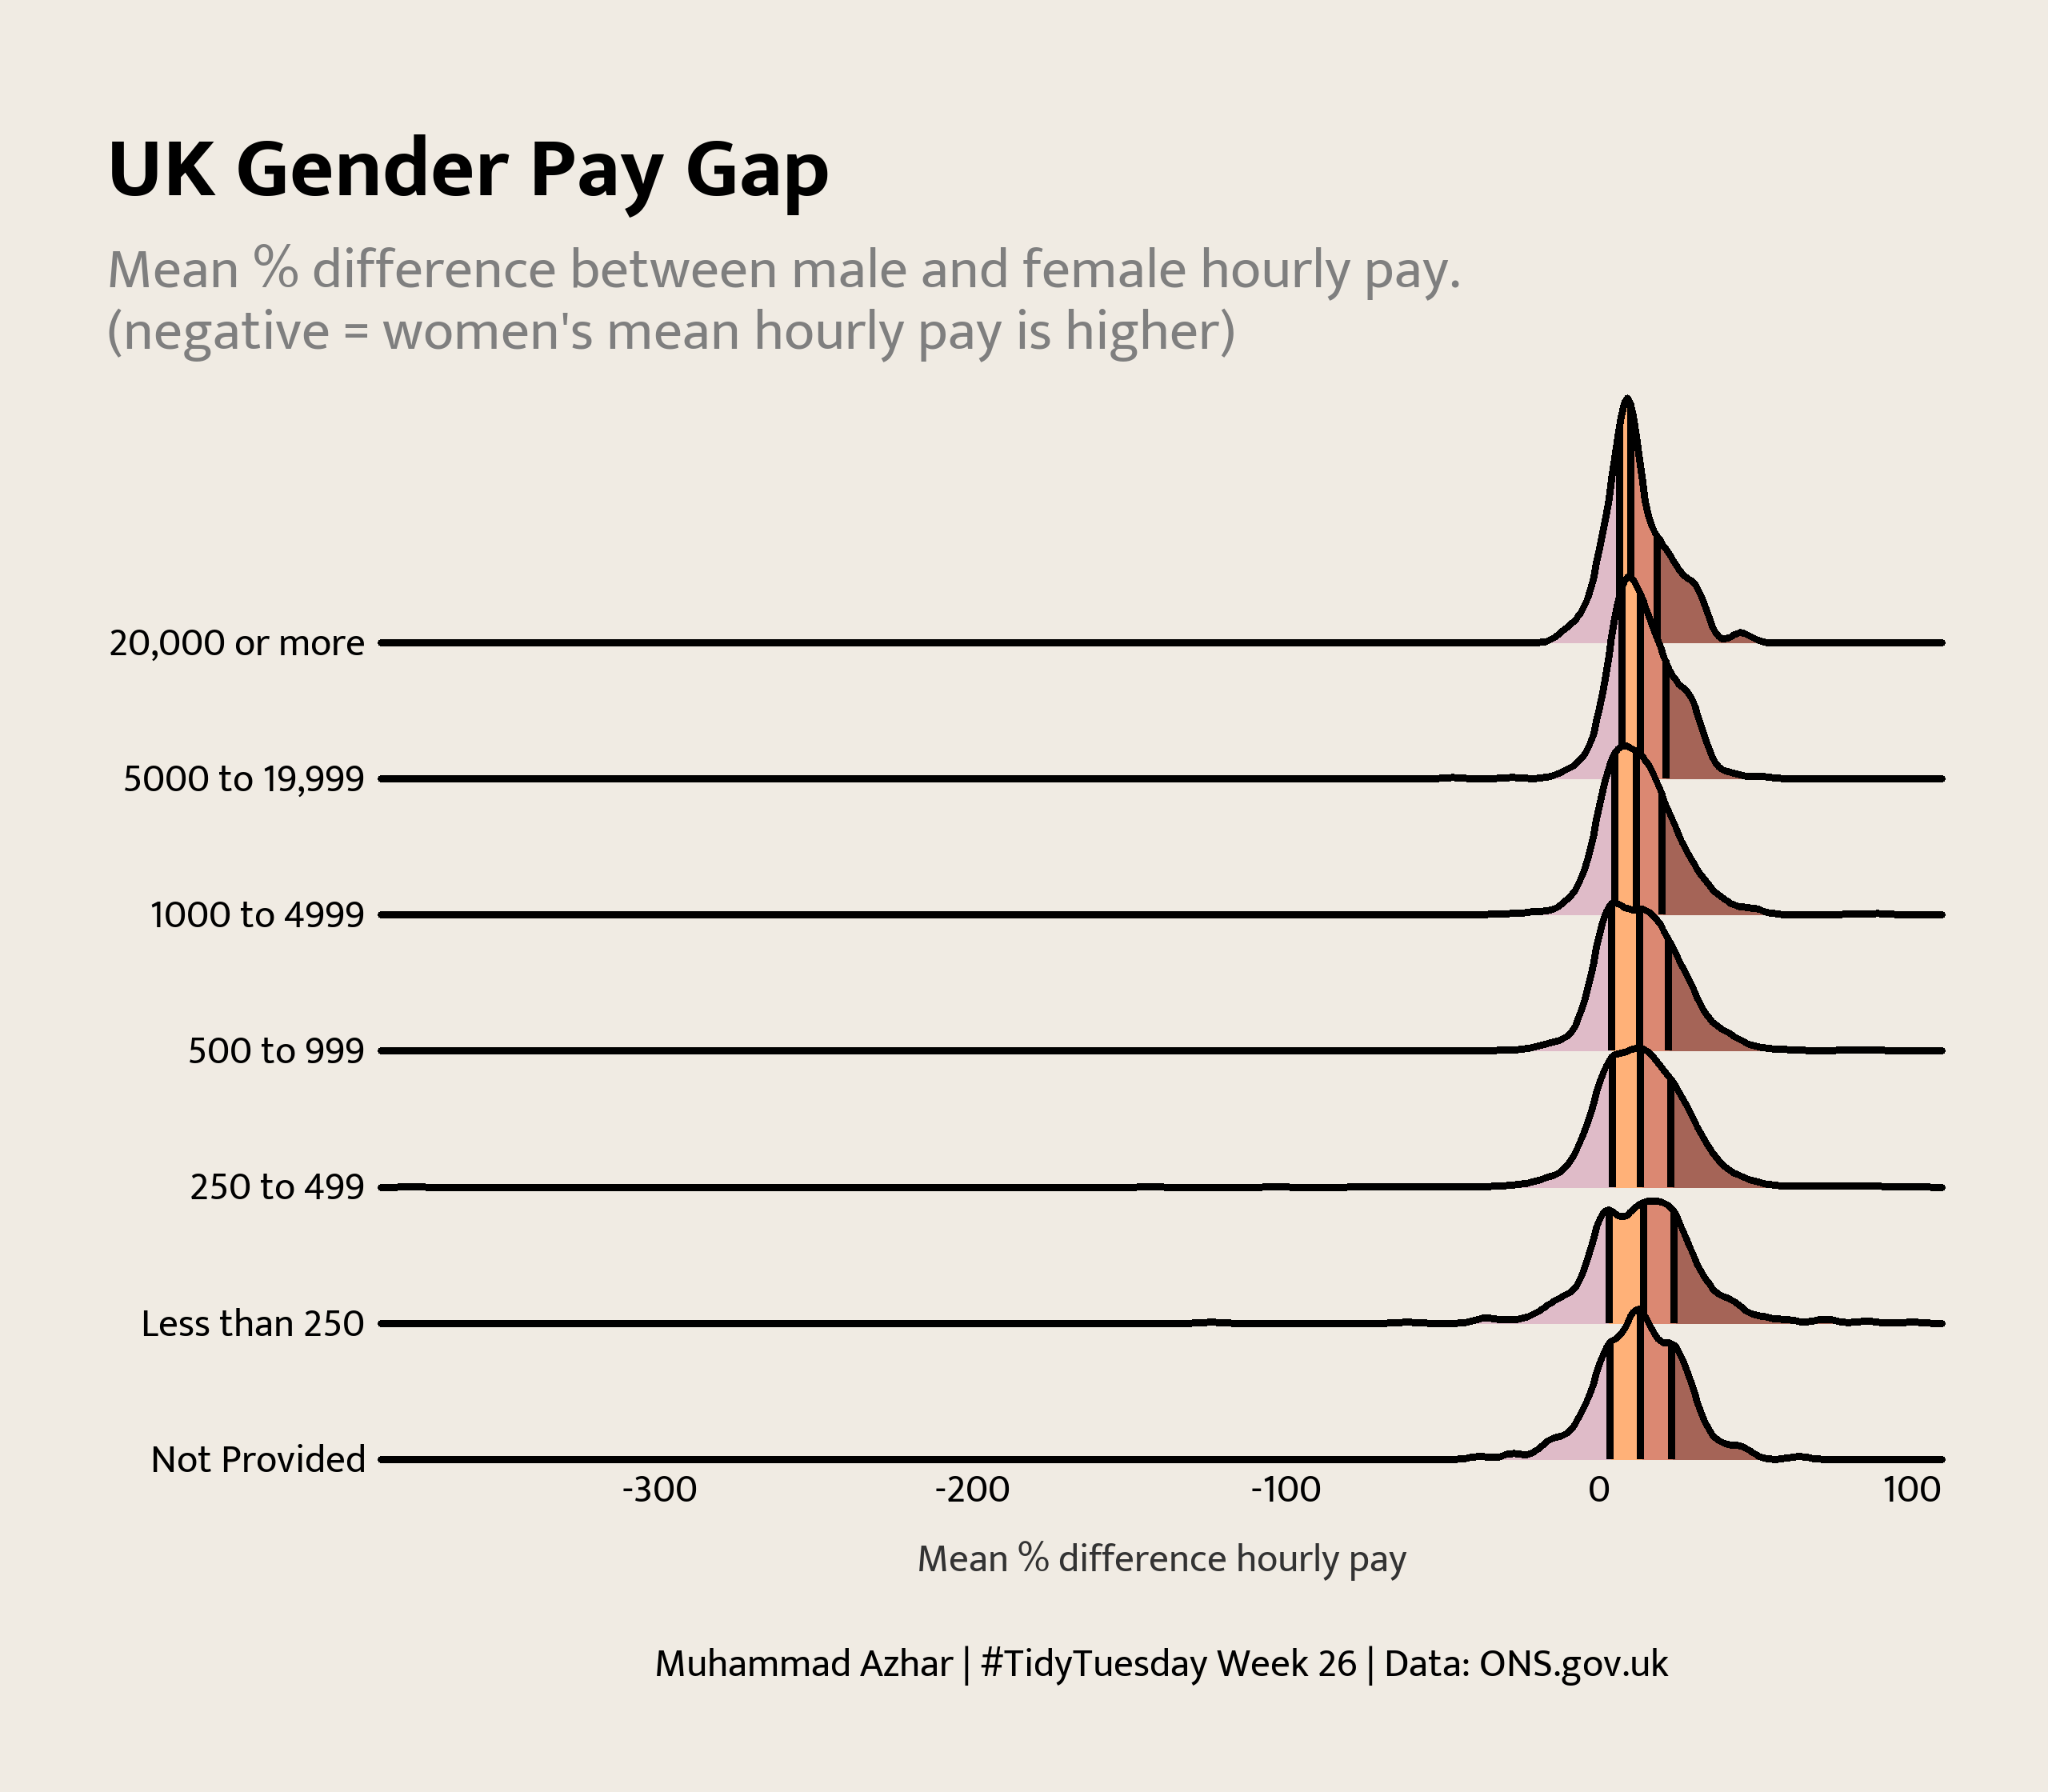 UK Gender Pay Gap
Mean % difference between male and female hourly pay.
(negative = women's mean hourly pay is higher)
20,000 or more
5000 to 19,999
1000 to 4999
500 to 999
250 to 499
Less than 250
Not Provided
-300 -200 -100 0 100
Mean % difference hourly pay
Muhammad Azhar | #TidyTuesday Week 26 | Data: ONS.gov.uk